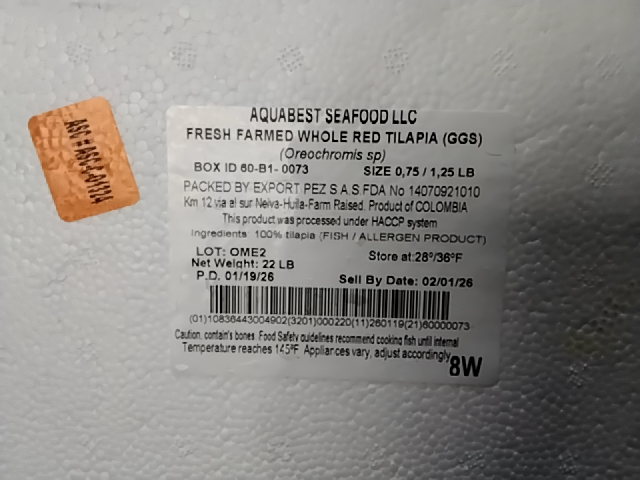 AQUABEST SEAFOOD LLC
FRESH FARMED WHOLE RED TILAPIA (GGS)
(Oreochromis sp)
BOX ID 60-B1- 0073 SIZE 0,75 / 1,25 LB
PACKED BY EXPORT PEZ S A S FDA No 14070921010
Km 12 via al sur Neiva-Huila-Farm Raised. Product of COLOMBIA
This product was processed under HACCP system
Ingredients: 100% tilapia (FISH / ALLERGEN PRODUCT)
LOT: OME2 Store at:28º/36ºF
Net Weight: 22 LB
P.D. 01/19/26 Sell By Date: 02/01/26
(01)10836443004902(3201)000220(11)260119(21)60000073
Caution, contain's bones. Food Safety guidelines recommend cooking fish until internal
Temperature reaches 145ºF. Appliances vary, adjust accordingly.
8W